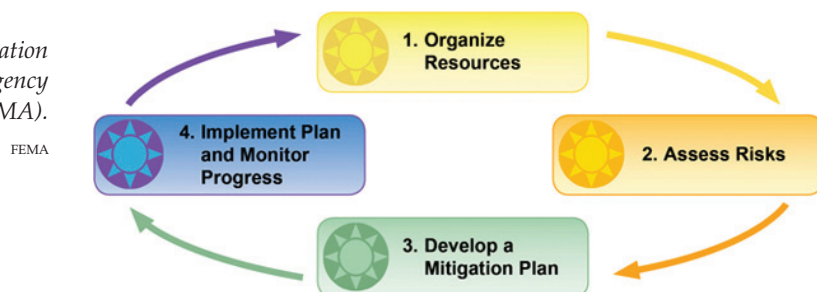 ation
gency
MA).
FEMA
1. Organize
Resources
2. Assess Risks
3. Develop a
Mitigation Plan
4. Implement Plan
and Monitor
Progress